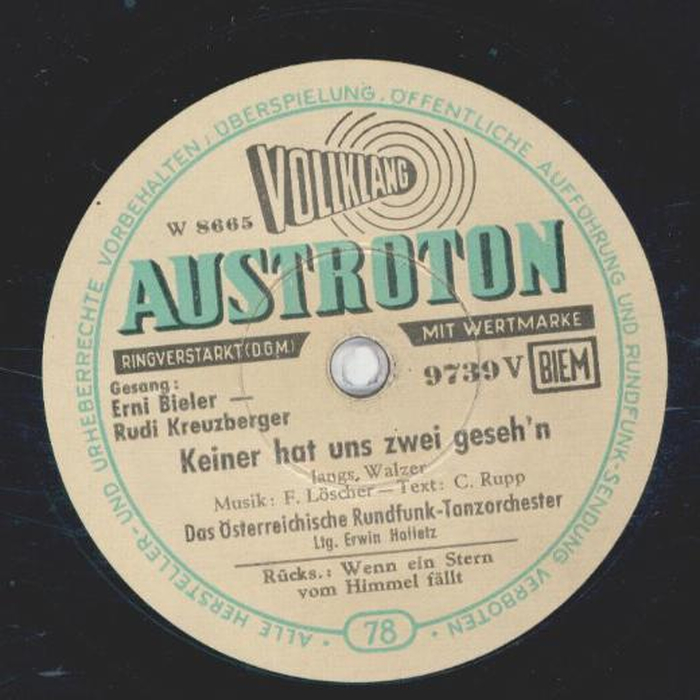 ALLE HERSTELLER- UND URHEBERRECHTE VORBEHALTEN, ÜBERSPIELUNG, ÖFFENTLICHE AUFFÜHRUNG UND RUNDFUNK-SENDUNG VERBOTEN
VOLLKLANG
W 8665
AUSTROTON
RINGVERSTÄRKT (D.G.M.)
MIT WERTMARKE
9739 V BIEM
Gesang:
Erni Bieler —
Rudi Kreuzberger
Keiner hat uns zwei geseh'n
langs. Walzer
Musik: F. Löscher — Text: C. Rupp
Das Österreichische Rundfunk-Tanzorchester
Ltg. Erwin Halletz
Rücks.: Wenn ein Stern
vom Himmel fällt
78